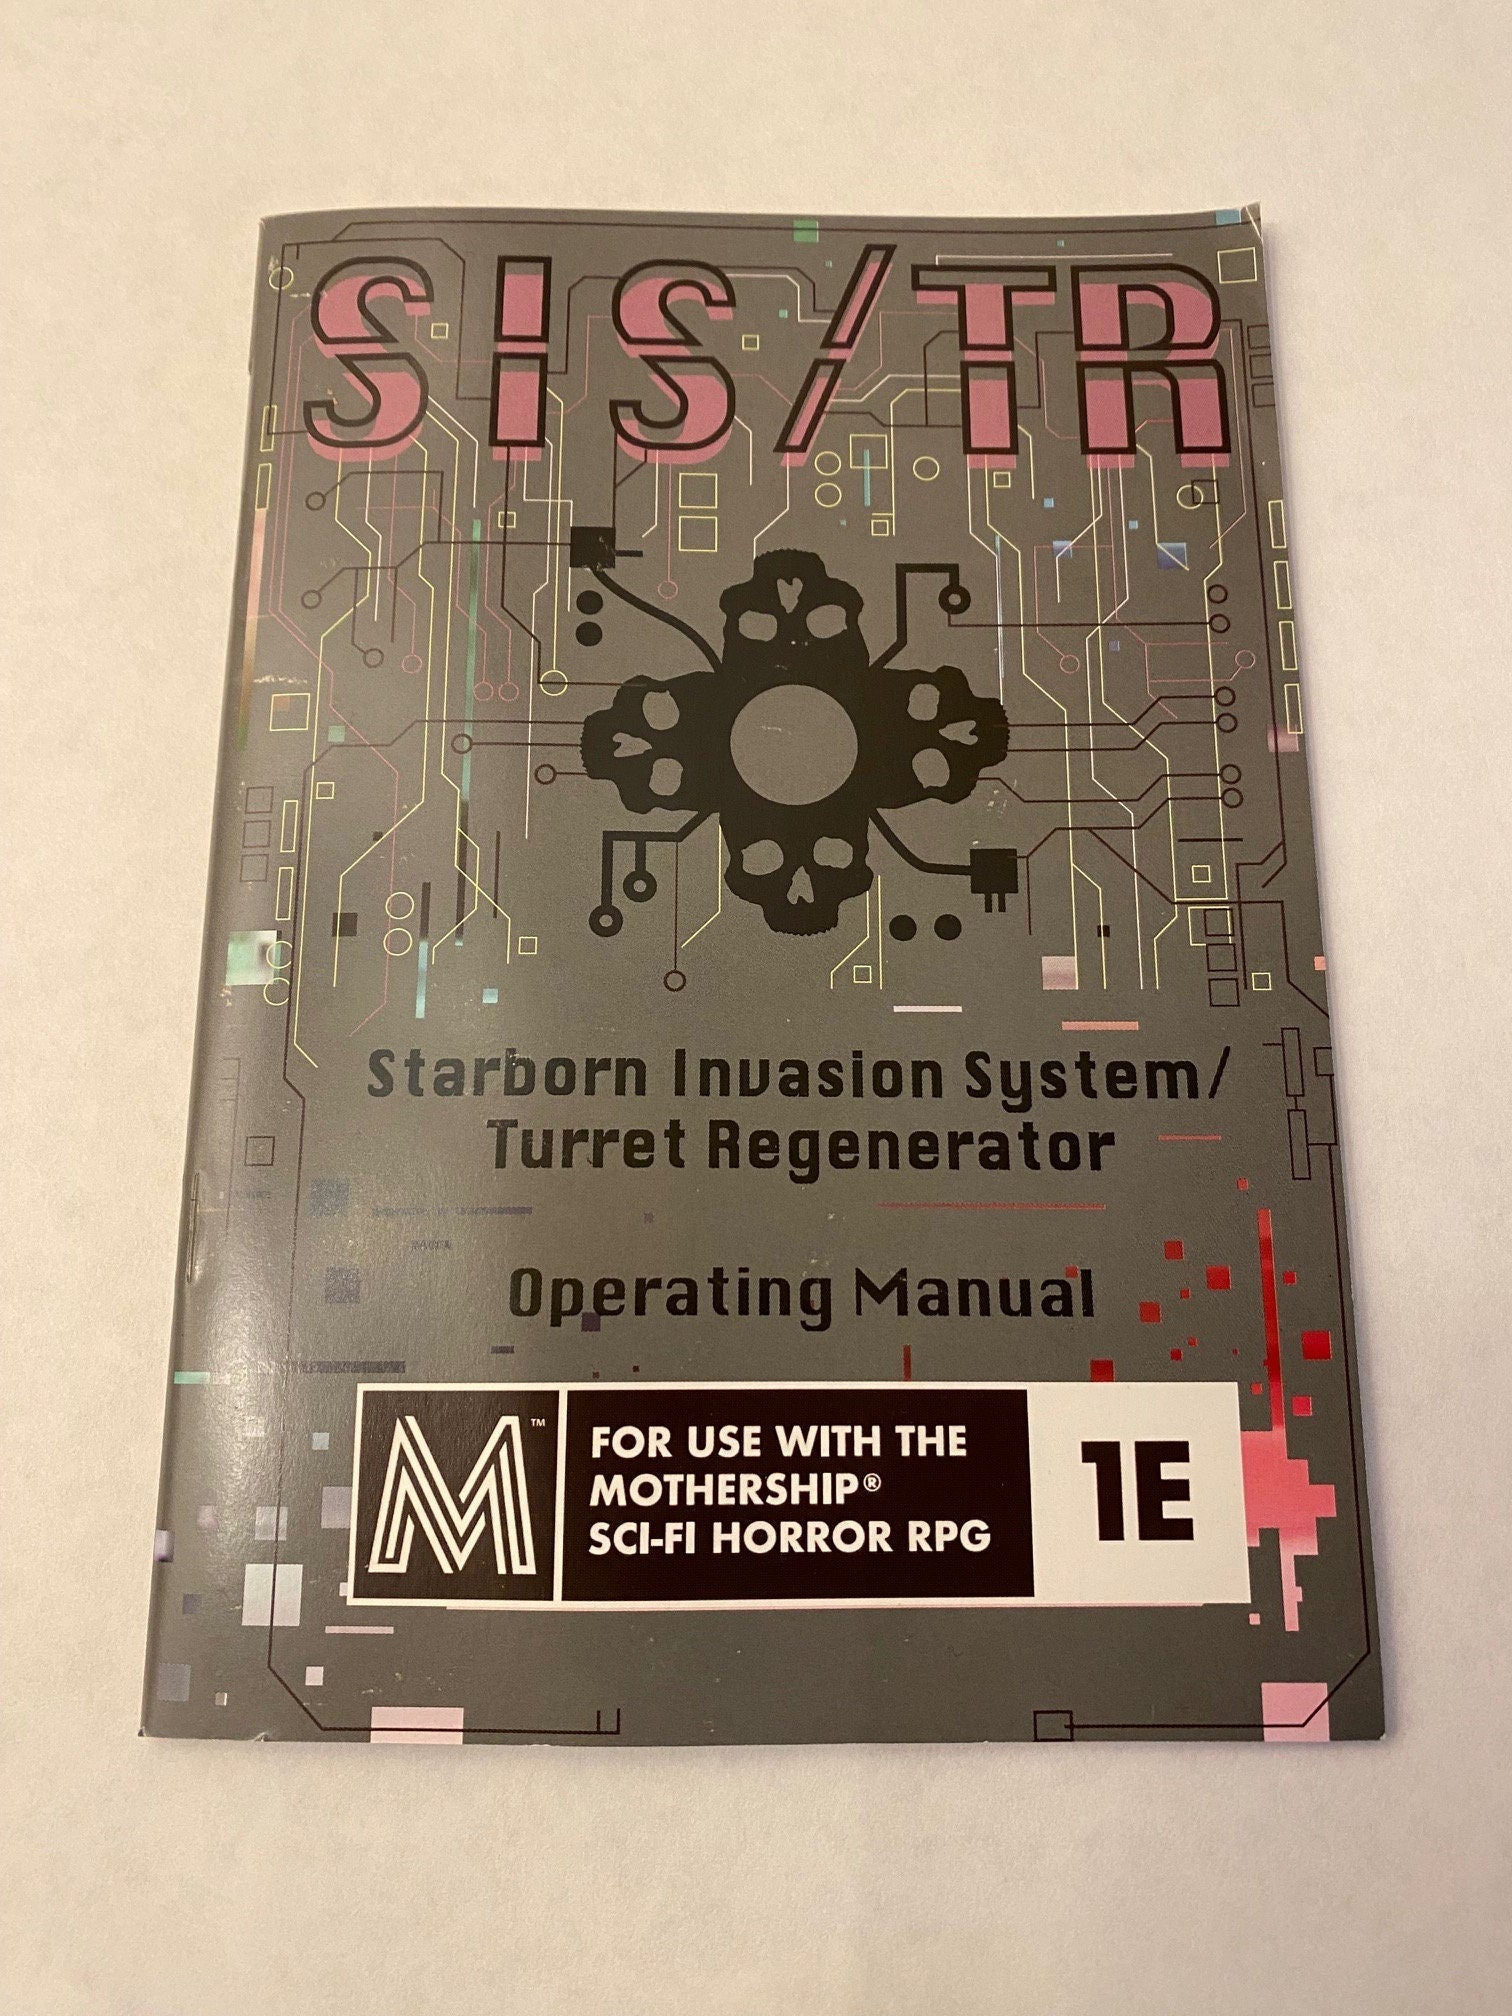 SIS/TR
Starborn Invasion System/
Turret Regenerator
Operating Manual
M™
FOR USE WITH THE
MOTHERSHIP®
SCI-FI HORROR RPG
1E